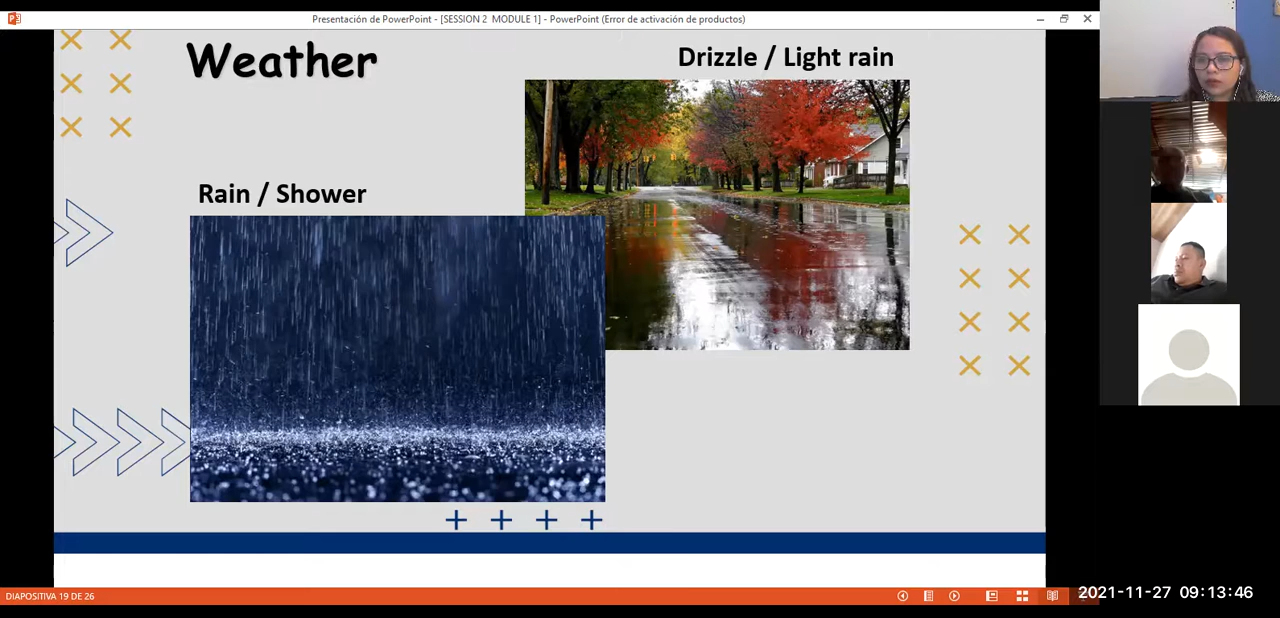 Presentación de PowerPoint - [SESSION 2  MODULE 1] - PowerPoint (Error de activación de productos)
Weather
Drizzle / Light rain
Rain / Shower
DIAPOSITIVA 19 DE 26
2021-11-27 09:13:46